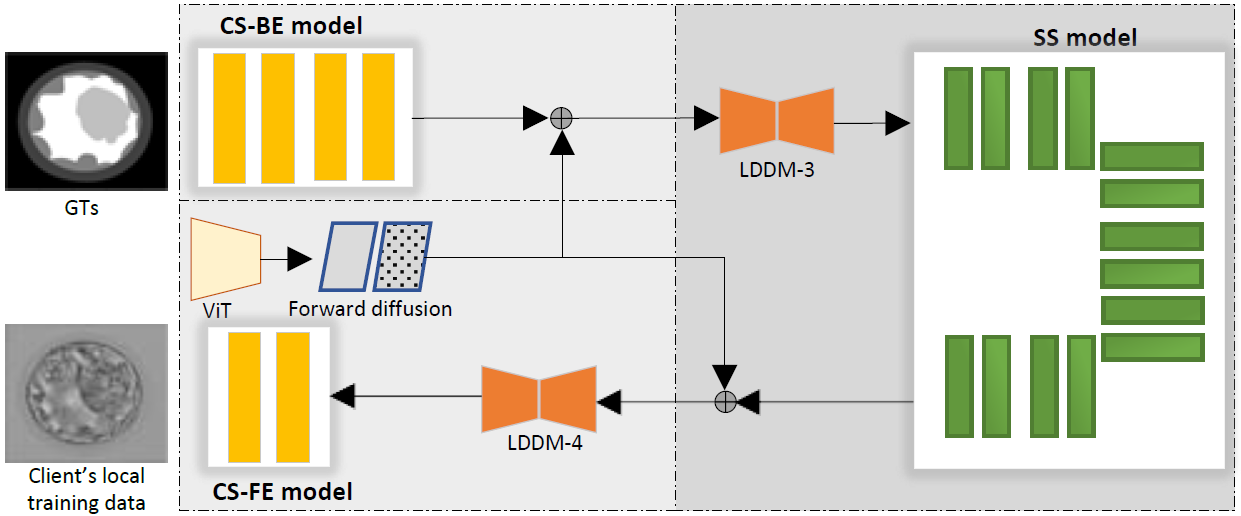 CS-BE model
SS model
GTs
LDDM-3
ViT
Forward diffusion
LDDM-4
CS-FE model
Client's local
training data